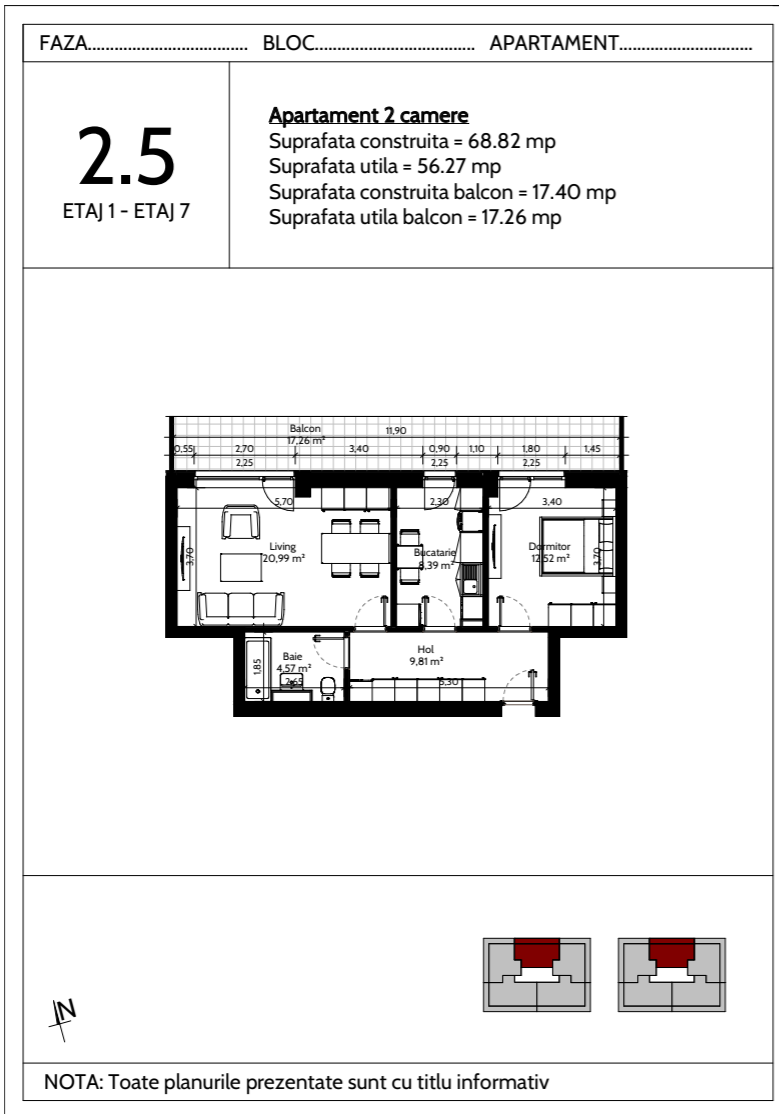 FAZA.................................... BLOC.................................... APARTAMENT..............................
2.5
ETAJ 1 - ETAJ 7
Apartament 2 camere
Suprafata construita = 68.82 mp
Suprafata utila = 56.27 mp
Suprafata construita balcon = 17.40 mp
Suprafata utila balcon = 17.26 mp
Balcon
17,26 m²
11,90
0,55 2,70 3,40 0,90 1,10 1,80 1,45
2,25 2,25 2,25
5,70 2,30 3,40
Living
20,99 m²
3,70
Bucatarie
8,39 m²
Dormitor
12,52 m²
3,70
Baie
4,57 m²
2,65
1,85
Hol
9,81 m²
5,30
N
NOTA: Toate planurile prezentate sunt cu titlu informativ